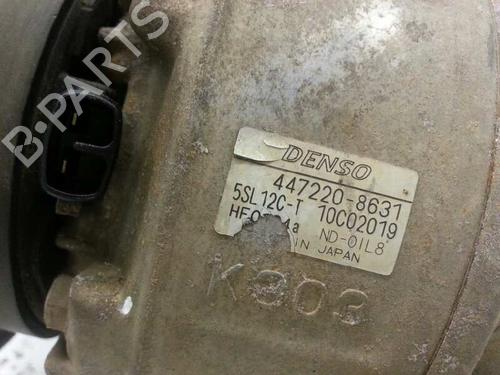 B-PARTS
DENSO
447220-8631
5SL12C-T 10C02019
ND-OIL8
IN JAPAN
K303